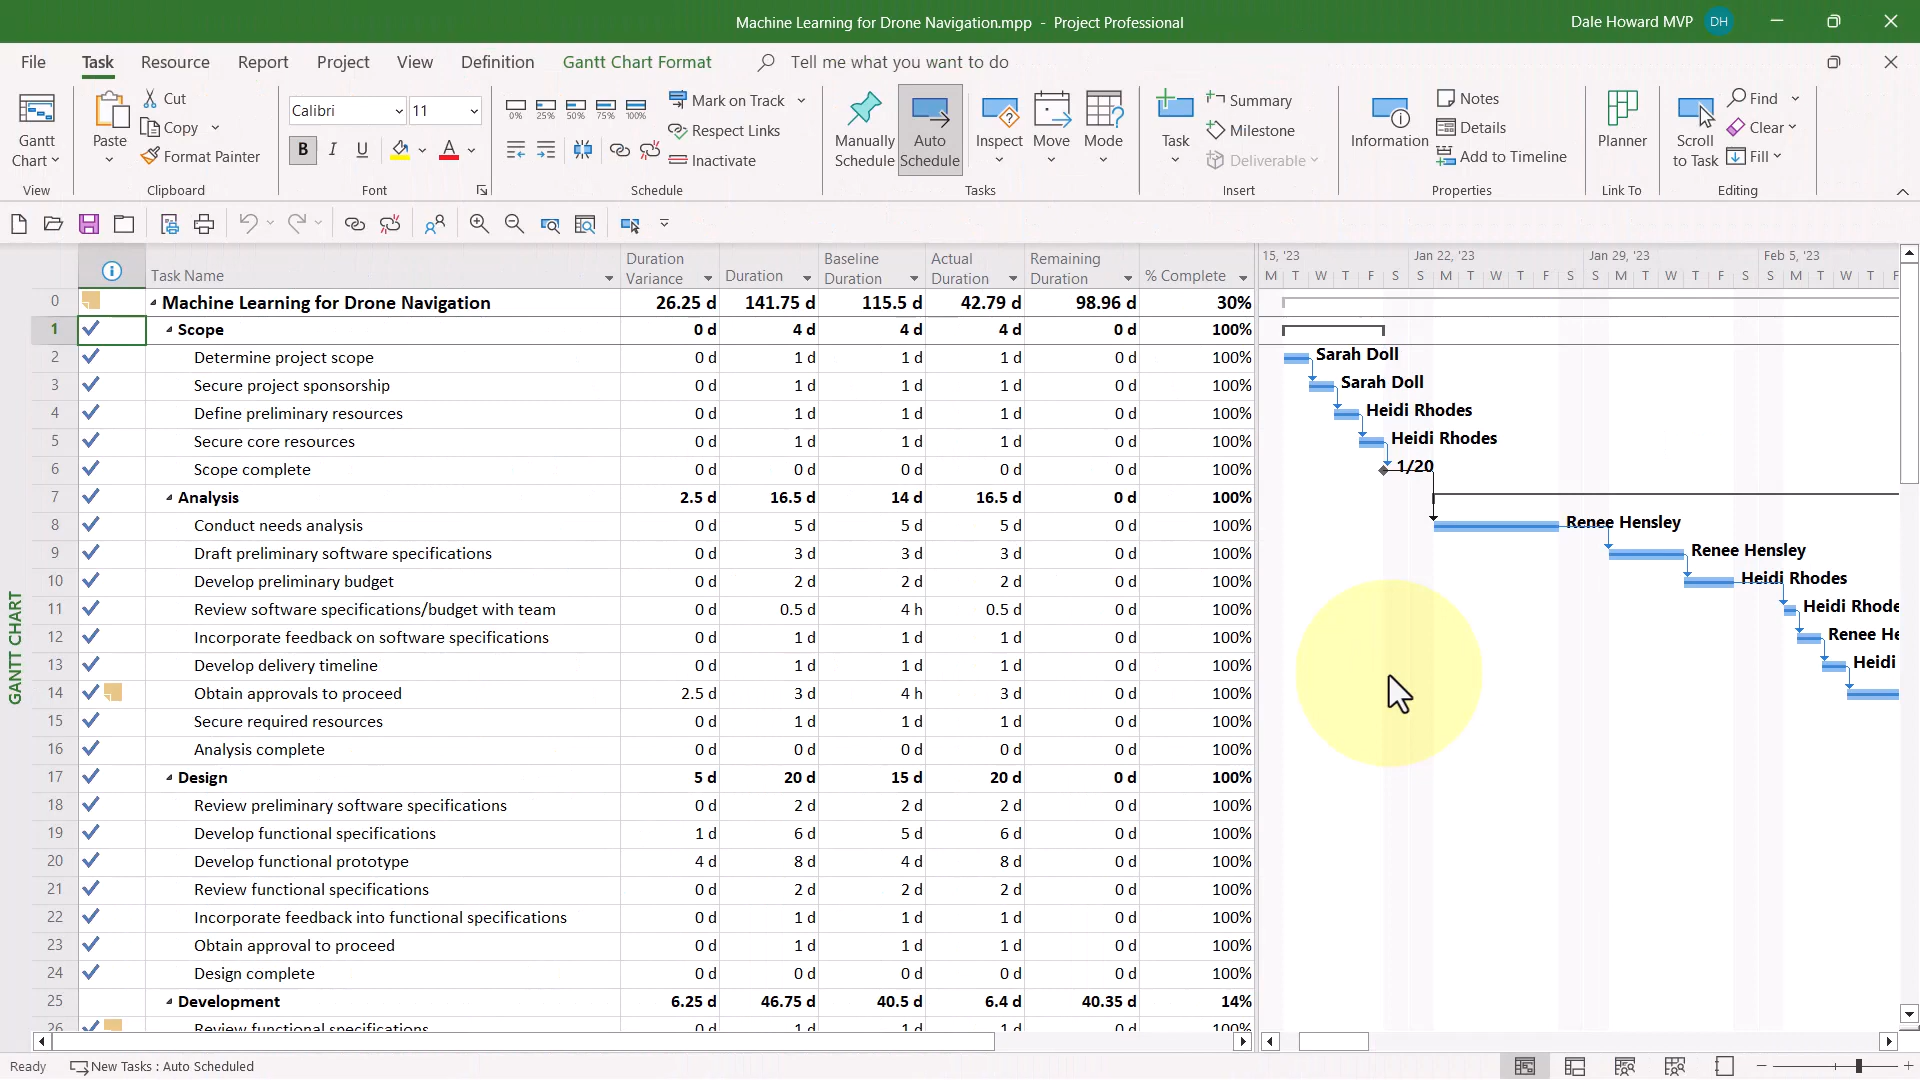 Machine Learning for Drone Navigation.mpp - Project Professional
Dale Howard MVP DH
File Task Resource Report Project View Definition Gantt Chart Format Tell me what you want to do
Gantt Chart
View
Paste
Cut
Copy
Format Painter
Clipboard
Calibri 11
B I U A
Font
0% 25% 50% 75% 100%
Mark on Track
Respect Links
Inactivate
Schedule
Manually Schedule
Auto Schedule
Inspect
Move
Mode
Tasks
Task
Summary
Milestone
Deliverable
Insert
Information
Notes
Details
Add to Timeline
Properties
Planner
Link To
Scroll to Task
Find
Clear
Fill
Editing
Task Name Duration Variance Duration Baseline Duration Actual Duration Remaining Duration % Complete
15, '23 Jan 22, '23 Jan 29, '23 Feb 5, '23
M T W T F S S M T W T F S S M T W T F S S M T W T F
0 Machine Learning for Drone Navigation 26.25 d 141.75 d 115.5 d 42.79 d 98.96 d 30%
1 Scope 0 d 4 d 4 d 4 d 0 d 100%
2 Determine project scope 0 d 1 d 1 d 1 d 0 d 100% Sarah Doll
3 Secure project sponsorship 0 d 1 d 1 d 1 d 0 d 100% Sarah Doll
4 Define preliminary resources 0 d 1 d 1 d 1 d 0 d 100% Heidi Rhodes
5 Secure core resources 0 d 1 d 1 d 1 d 0 d 100% Heidi Rhodes
6 Scope complete 0 d 0 d 0 d 0 d 0 d 100% 1/20
7 Analysis 2.5 d 16.5 d 14 d 16.5 d 0 d 100%
8 Conduct needs analysis 0 d 5 d 5 d 5 d 0 d 100% Renee Hensley
9 Draft preliminary software specifications 0 d 3 d 3 d 3 d 0 d 100% Renee Hensley
10 Develop preliminary budget 0 d 2 d 2 d 2 d 0 d 100% Heidi Rhodes
11 Review software specifications/budget with team 0 d 0.5 d 4 h 0.5 d 0 d 100% Heidi Rhode
12 Incorporate feedback on software specifications 0 d 1 d 1 d 1 d 0 d 100% Renee He
13 Develop delivery timeline 0 d 1 d 1 d 1 d 0 d 100% Heidi
14 Obtain approvals to proceed 2.5 d 3 d 4 h 3 d 0 d 100%
15 Secure required resources 0 d 1 d 1 d 1 d 0 d 100%
16 Analysis complete 0 d 0 d 0 d 0 d 0 d 100%
17 Design 5 d 20 d 15 d 20 d 0 d 100%
18 Review preliminary software specifications 0 d 2 d 2 d 2 d 0 d 100%
19 Develop functional specifications 1 d 6 d 5 d 6 d 0 d 100%
20 Develop functional prototype 4 d 8 d 4 d 8 d 0 d 100%
21 Review functional specifications 0 d 2 d 2 d 2 d 0 d 100%
22 Incorporate feedback into functional specifications 0 d 1 d 1 d 1 d 0 d 100%
23 Obtain approval to proceed 0 d 1 d 1 d 1 d 0 d 100%
24 Design complete 0 d 0 d 0 d 0 d 0 d 100%
25 Development 6.25 d 46.75 d 40.5 d 6.4 d 40.35 d 14%
26 Review functional specifications 0 d 1 d 1 d 1 d 0 d 100%
GANTT CHART
Ready New Tasks : Auto Scheduled